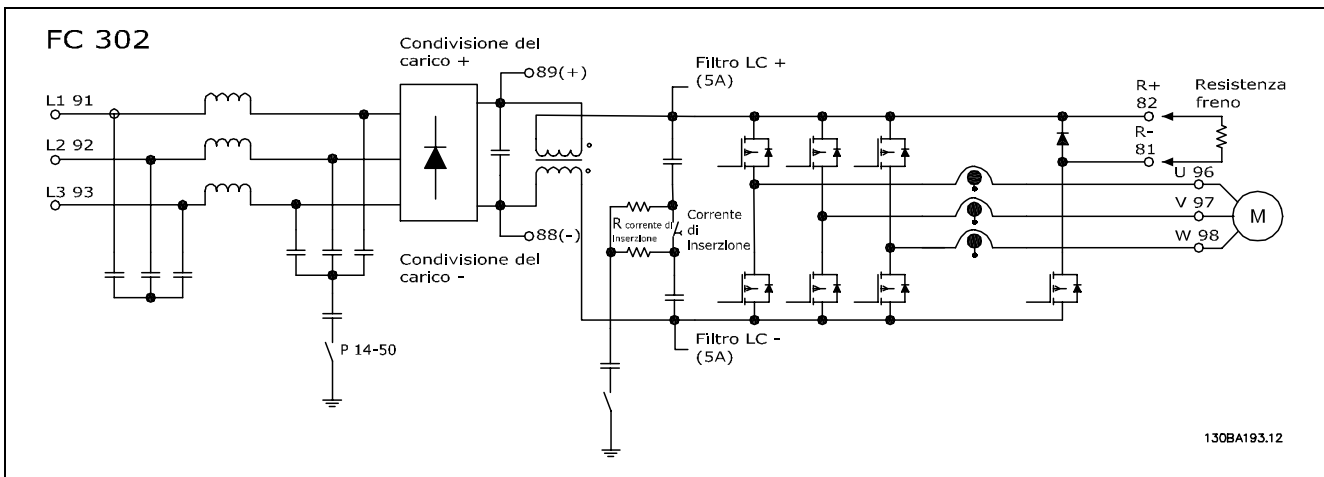 FC 302
Condivisione del
carico +
89(+)
Filtro LC +
(5A)
L1 91
L2 92
L3 93
R+
82
R-
81
Resistenza
freno
U 96
V 97
W 98
M
R corrente di
Inserzione
Corrente
di
Inserzione
88(-)
Condivisione del
carico -
P 14-50
Filtro LC -
(5A)
130BA193.12